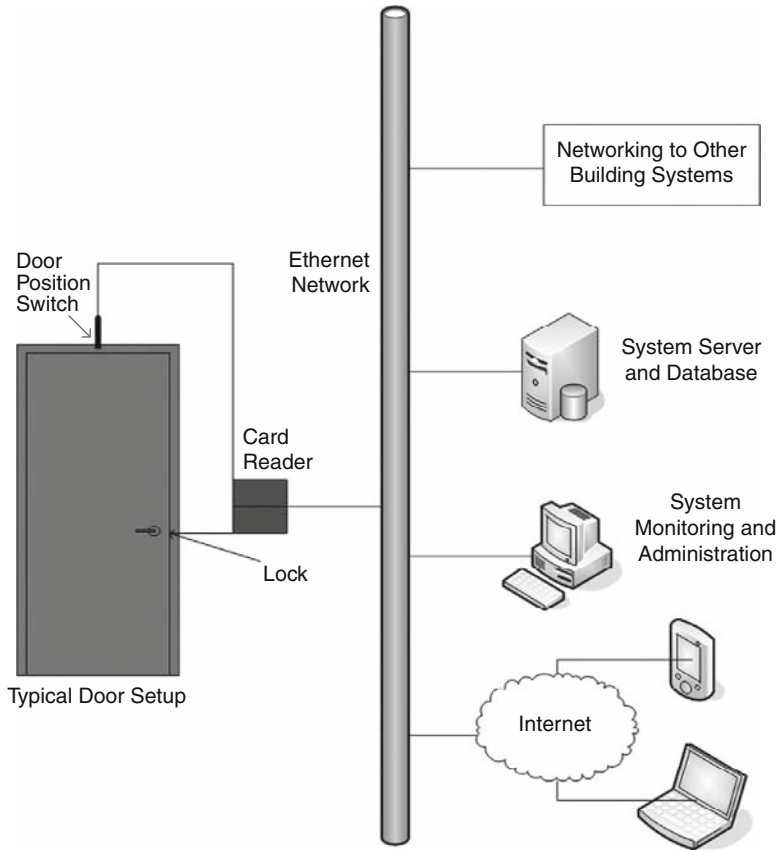 Networking to Other
Building Systems
Door
Position
Switch
Ethernet
Network
System Server
and Database
Card
Reader
System
Monitoring and
Administration
Lock
Typical Door Setup
Internet